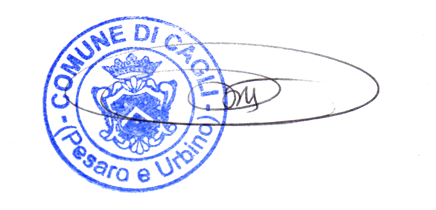 - COMUNE DI CAGLI -
(Pesaro e Urbino)